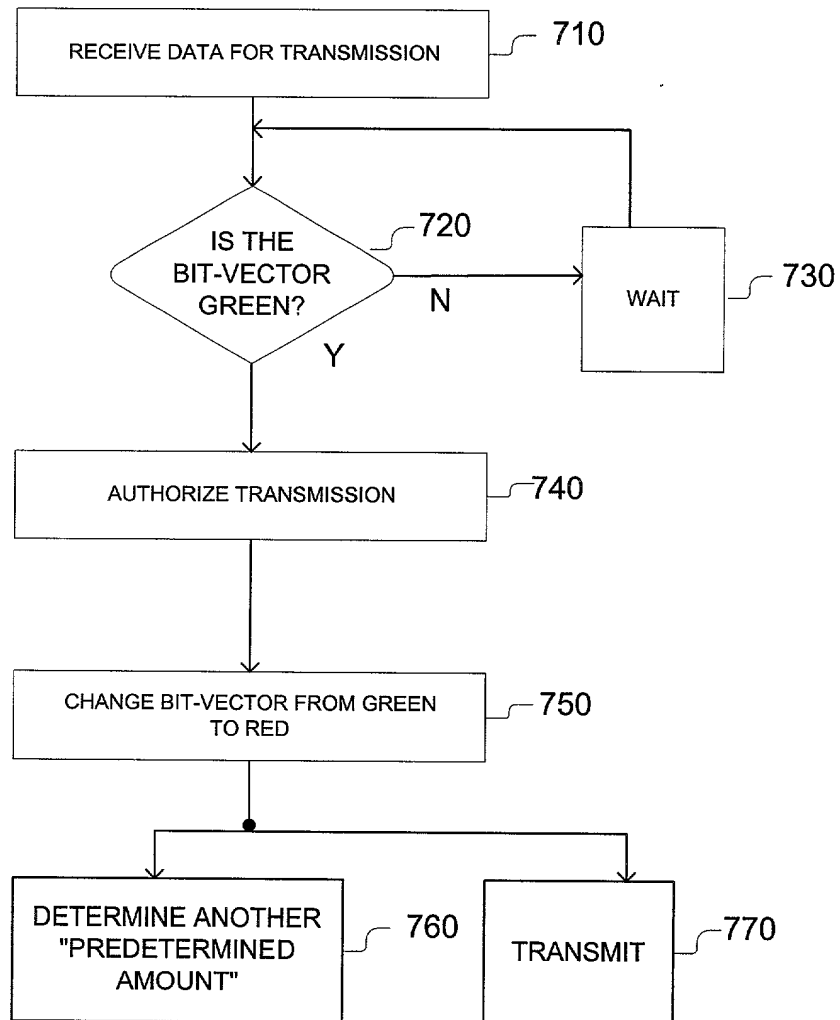 RECEIVE DATA FOR TRANSMISSION
710
IS THE
BIT-VECTOR
GREEN?
720
N
WAIT
730
Y
AUTHORIZE TRANSMISSION
740
CHANGE BIT-VECTOR FROM GREEN
TO RED
750
DETERMINE ANOTHER
"PREDETERMINED
AMOUNT"
760
TRANSMIT
770